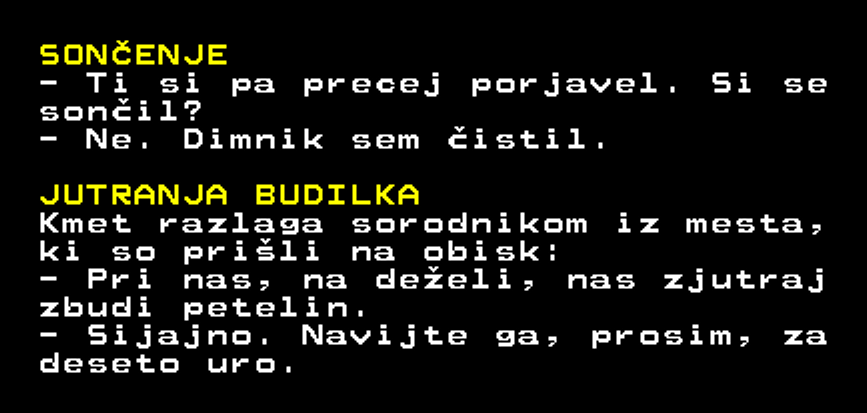 SONČENJE
- Ti si pa precej porjavel. Si se
sončil?
- Ne. Dimnik sem čistil.
JUTRANJA BUDILKA
Kmet razlaga sorodnikom iz mesta,
ki so prišli na obisk:
- Pri nas, na deželi, nas zjutraj
zbudi petelin.
- Sijajno. Navijte ga, prosim, za
deseto uro.